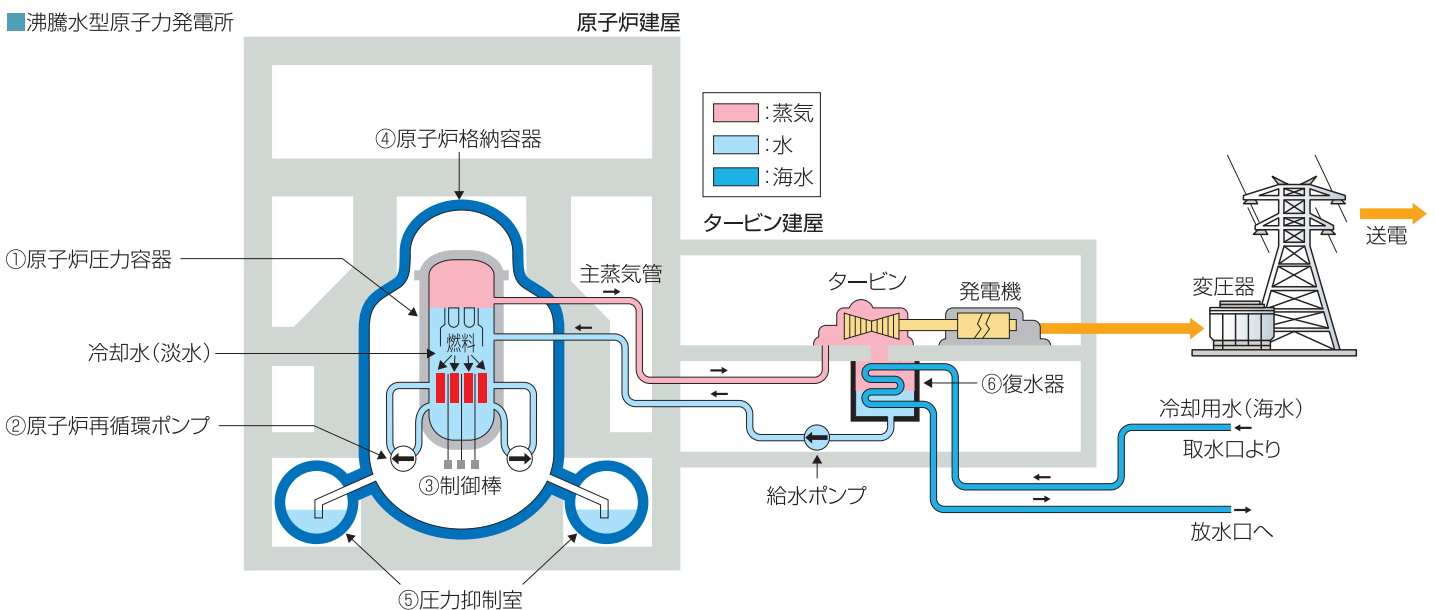 沸騰水型原子力発電所
原子炉建屋
:蒸気
:水
:海水
④原子炉格納容器
タービン建屋
①原子炉圧力容器
主蒸気管
タービン
発電機
変圧器
送電
燃料
冷却水(淡水)
⑥復水器
冷却用水(海水)
取水口より
②原子炉再循環ポンプ
③制御棒
給水ポンプ
放水口へ
⑤圧力抑制室